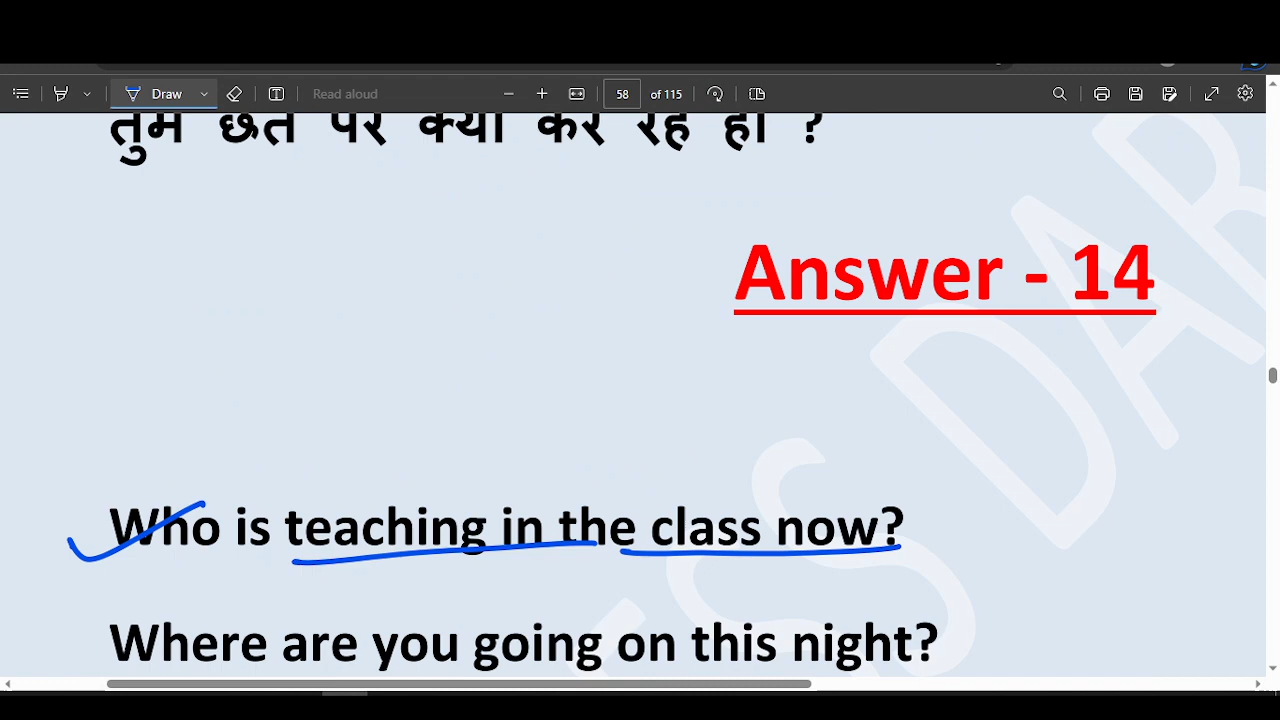 Draw
Read aloud
58 of 115
तुम छत पर क्या कर रहे हो ?
Answer - 14
Who is teaching in the class now?
Where are you going on this night?